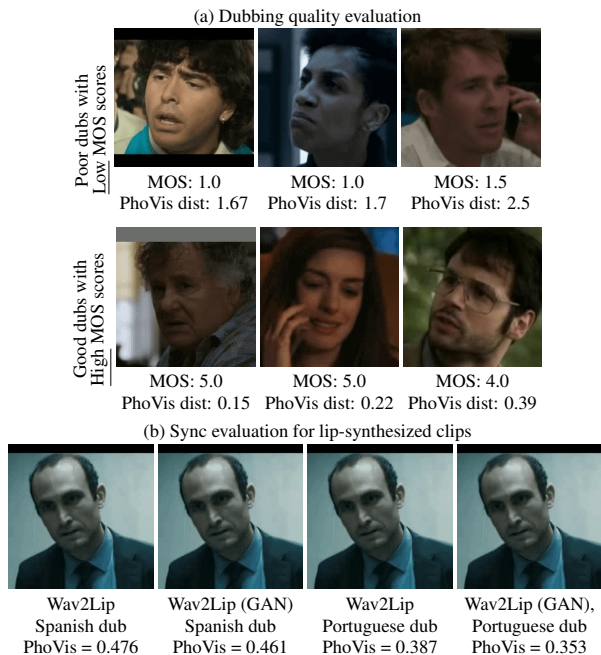 (a) Dubbing quality evaluation
Poor dubs with
Low MOS scores
MOS: 1.0
PhoVis dist: 1.67
MOS: 1.0
PhoVis dist: 1.7
MOS: 1.5
PhoVis dist: 2.5
Good dubs with
High MOS scores
MOS: 5.0
PhoVis dist: 0.15
MOS: 5.0
PhoVis dist: 0.22
MOS: 4.0
PhoVis dist: 0.39
(b) Sync evaluation for lip-synthesized clips
Wav2Lip
Spanish dub
PhoVis = 0.476
Wav2Lip (GAN)
Spanish dub
PhoVis = 0.461
Wav2Lip
Portuguese dub
PhoVis = 0.387
Wav2Lip (GAN),
Portuguese dub
PhoVis = 0.353